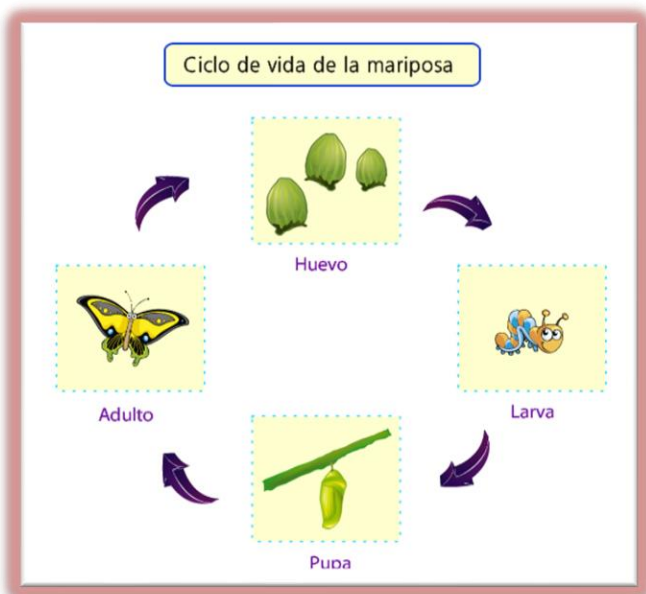 Ciclo de vida de la mariposa
Huevo
Larva
Adulto
Pupa